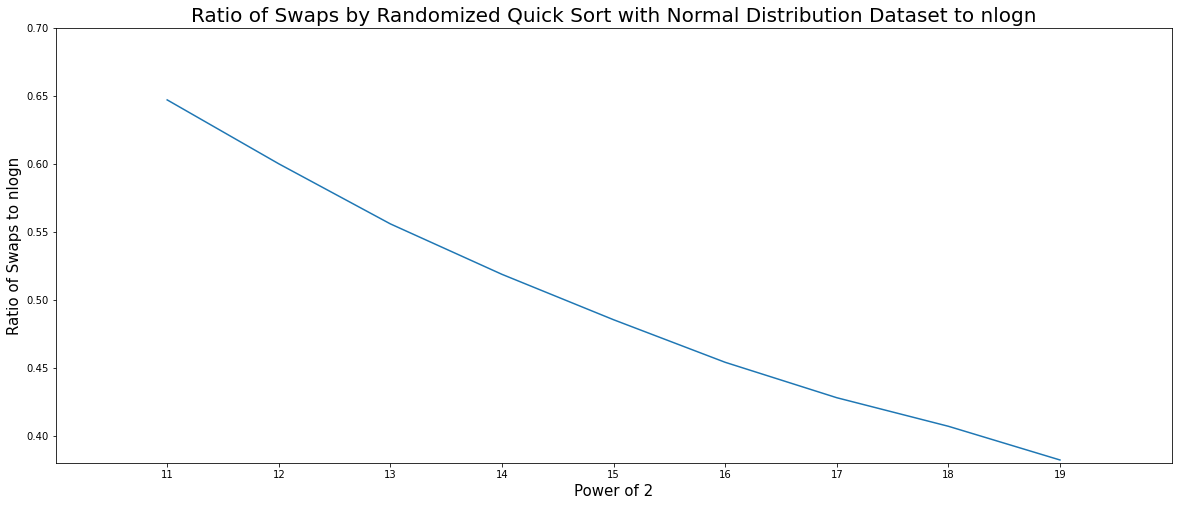 Ratio of Swaps by Randomized Quick Sort with Normal Distribution Dataset to nlogn
Ratio of Swaps to nlogn
0.70
0.65
0.60
0.55
0.50
0.45
0.40
11 12 13 14 15 16 17 18 19
Power of 2